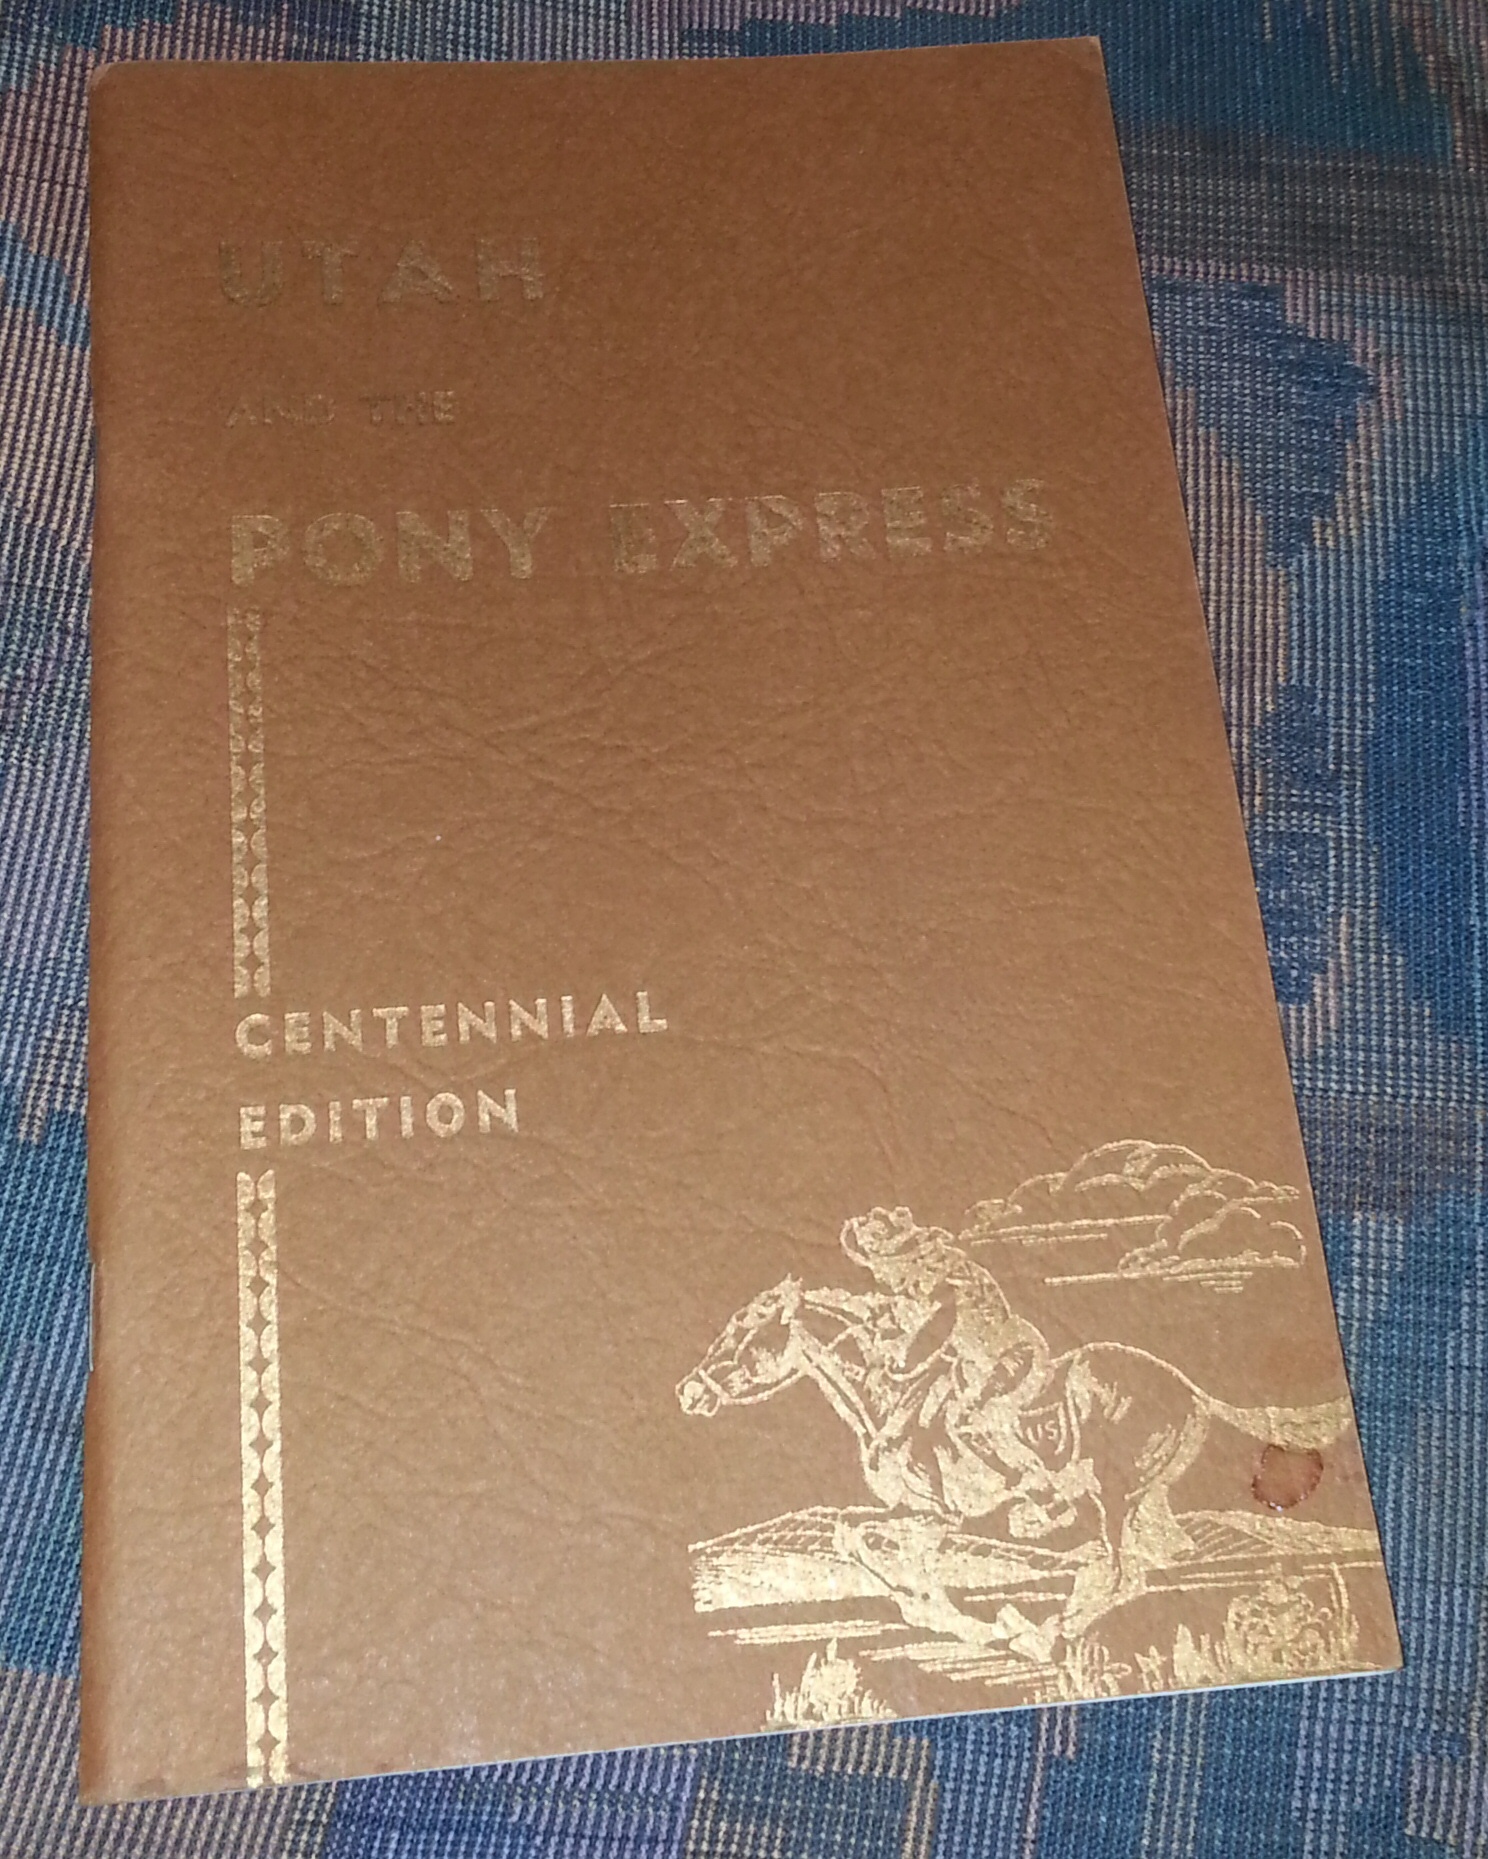 UTAH
AND THE
PONY EXPRESS
CENTENNIAL
EDITION
US